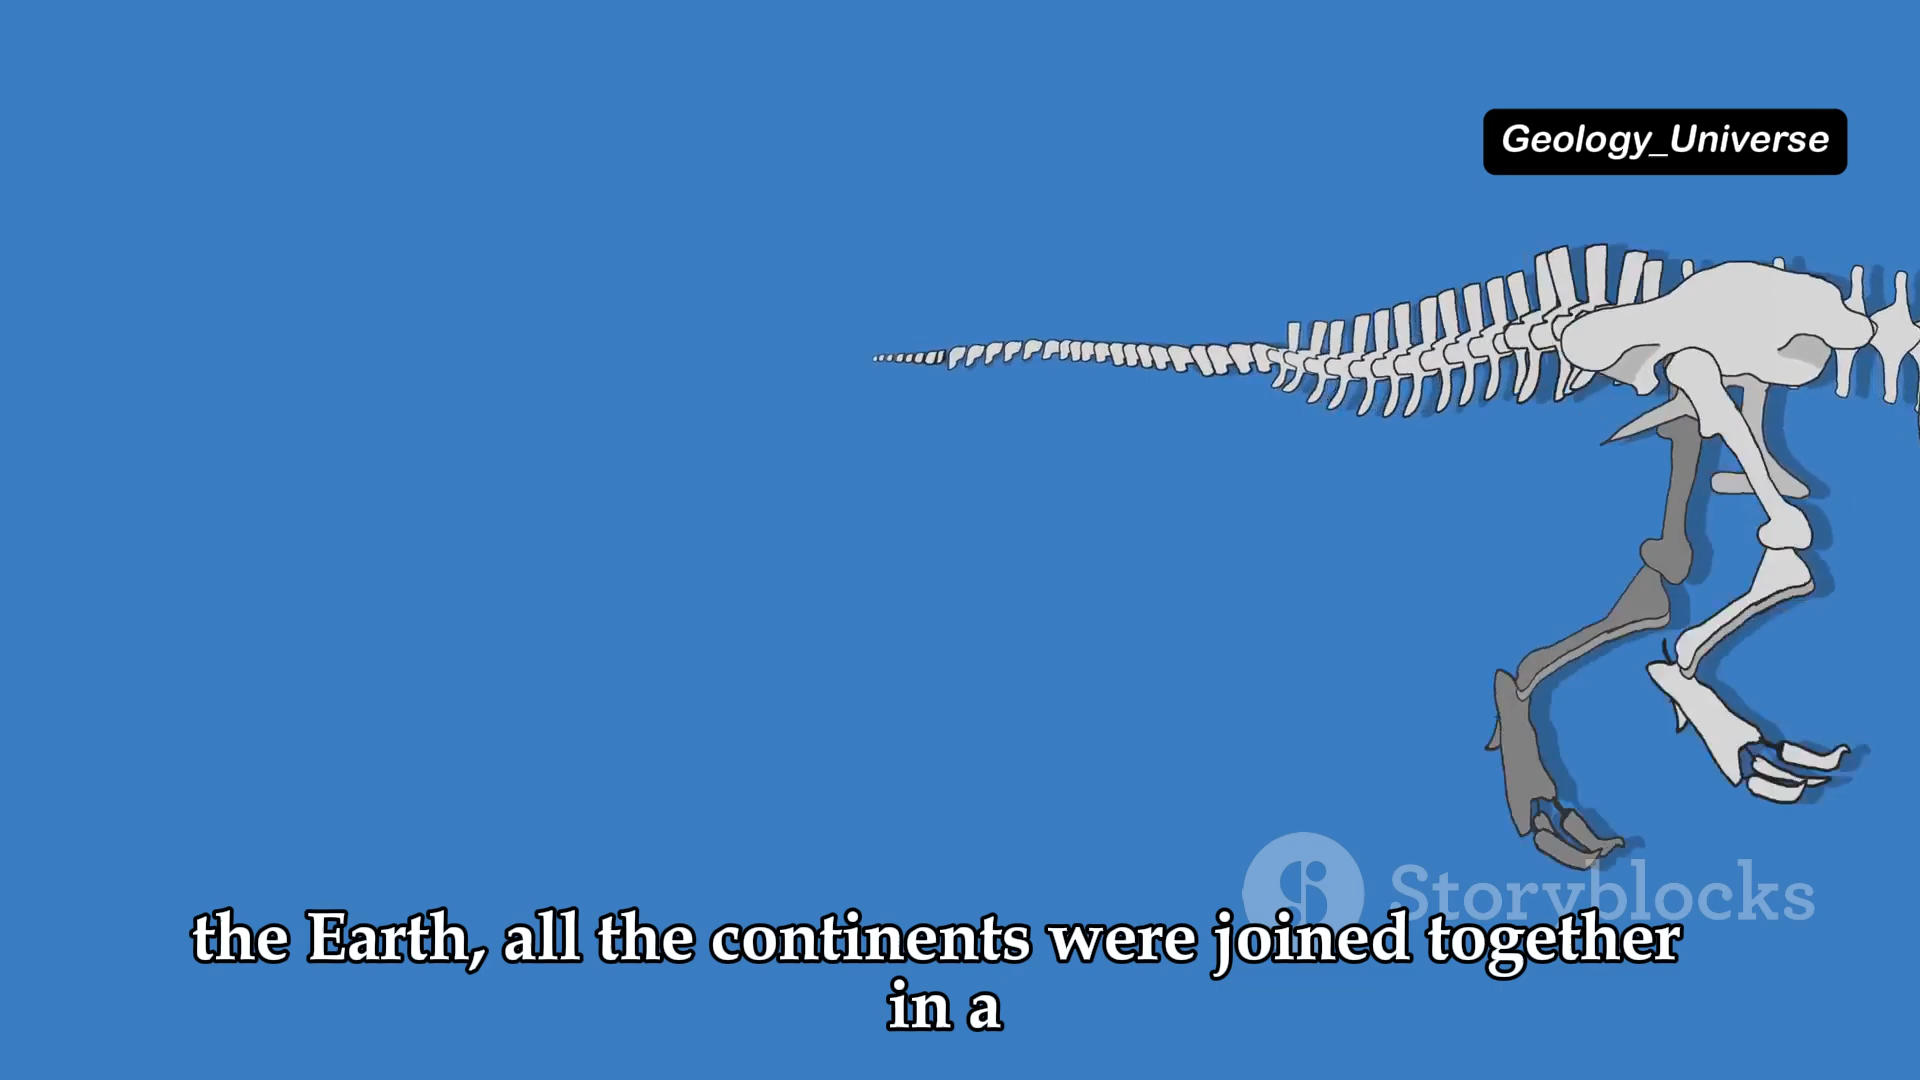 Geology_Universe
Storyblocks
the Earth, all the continents were joined together
in a